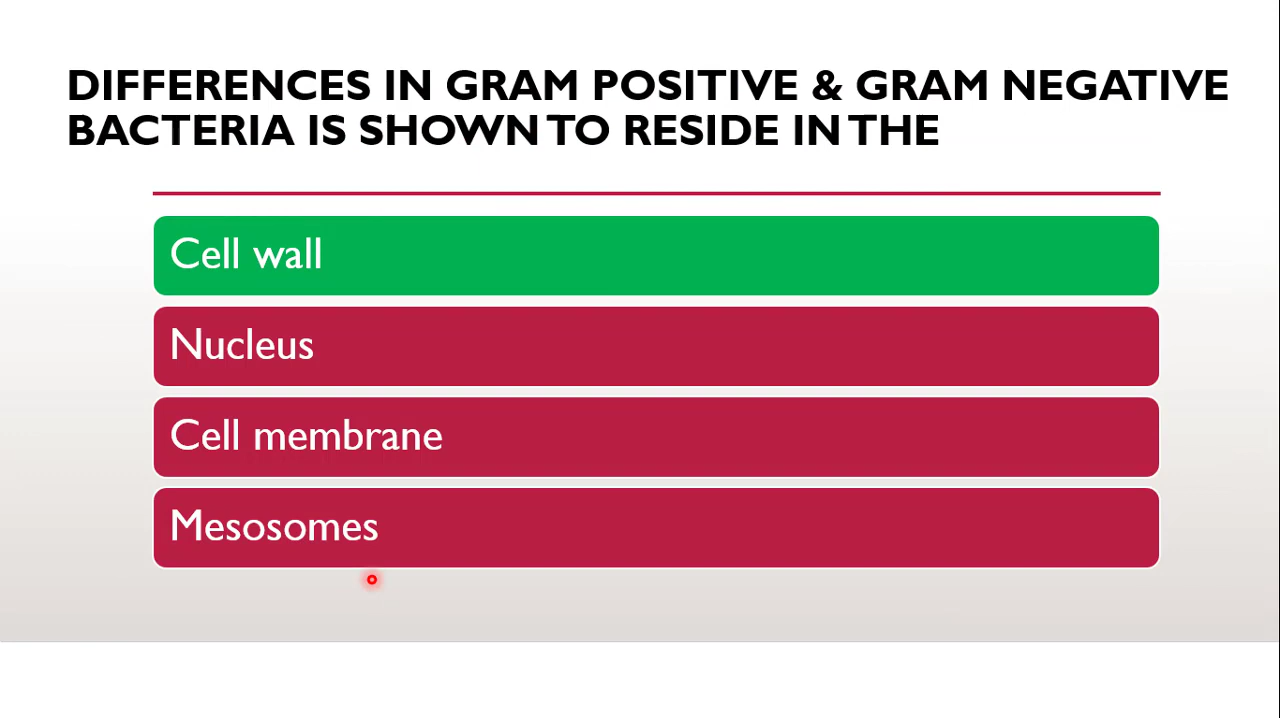 DIFFERENCES IN GRAM POSITIVE & GRAM NEGATIVE
BACTERIA IS SHOWN TO RESIDE IN THE
Cell wall
Nucleus
Cell membrane
Mesosomes